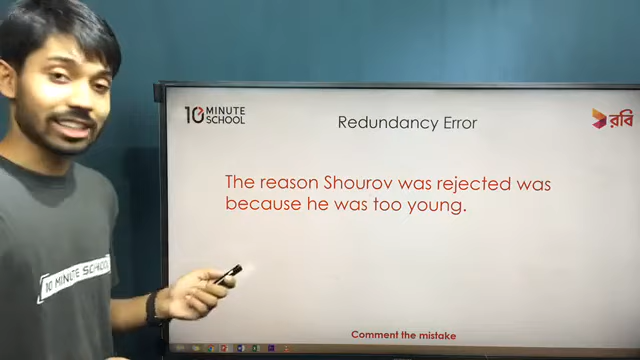 10 MINUTE
SCHOOL
Redundancy Error
রবি
The reason Shourov was rejected was
because he was too young.
10 MINUTE SCHOOL
Comment the mistake